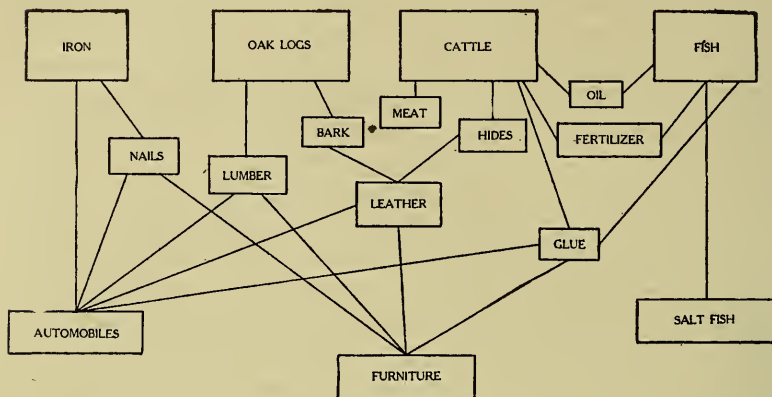 IRON
OAK LOGS
CATTLE
FISH
OIL
MEAT
BARK
HIDES
FERTILIZER
NAILS
LUMBER
LEATHER
GLUE
AUTOMOBILES
SALT FISH
FURNITURE